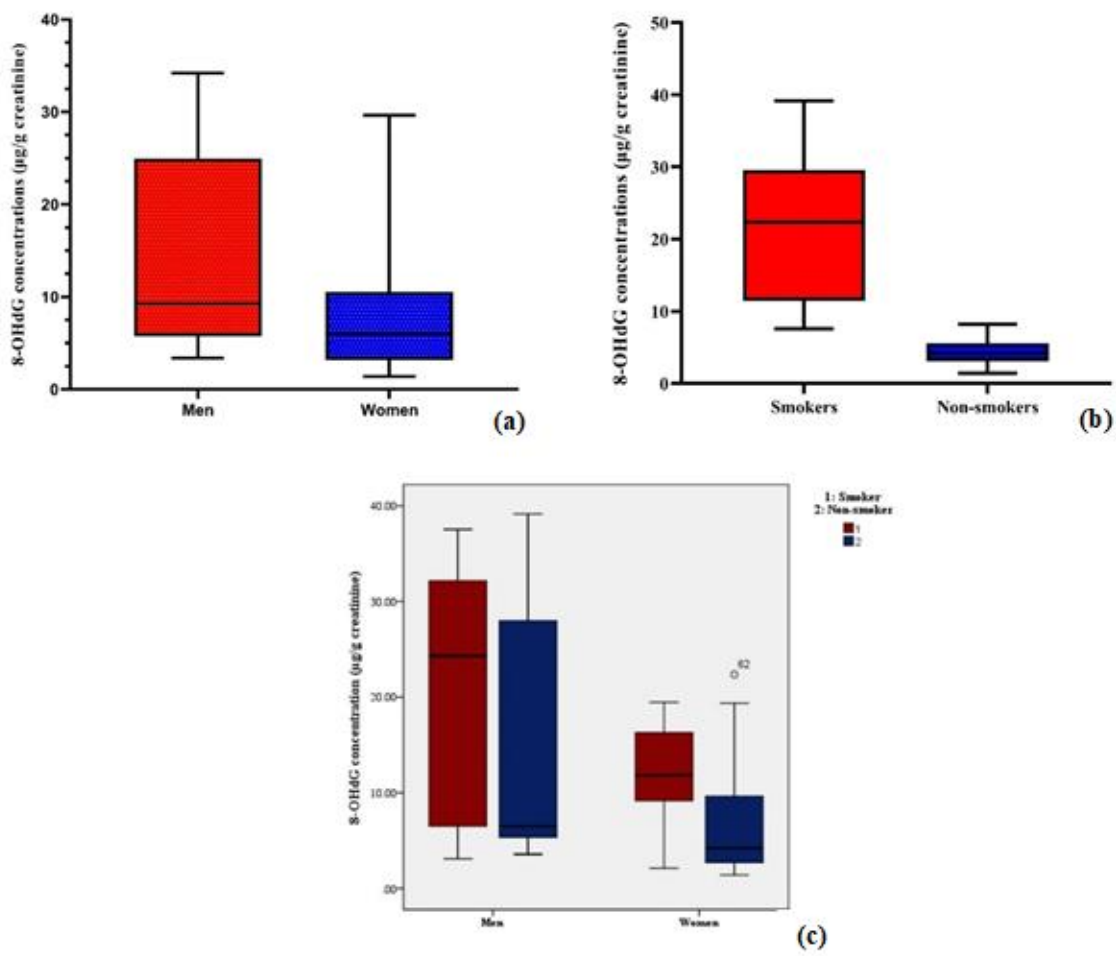 8-OHdG concentrations (µg/g creatinine)
40
30
20
10
0
Men
Women
(a)
8-OHdG concentrations (µg/g creatinine)
50
40
30
20
10
0
Smokers
Non-smokers
(b)
8-OHdG concentration (µg/g creatinine)
40.00
30.00
20.00
10.00
.00
Men
Women
62
1: Smoker
2: Non-smoker
1
2
(c)